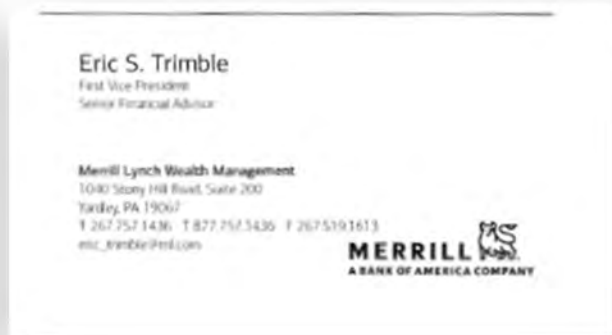 Eric S. Trimble
First Vice President
Senior Financial Advisor
Merrill Lynch Wealth Management
1040 Stony Hill Road, Suite 200
Yardley, PA 19067
T 267.757.1436 T 877.757.1436 F 267.519.1613
eric_trimble@ml.com
MERRILL
A BANK OF AMERICA COMPANY